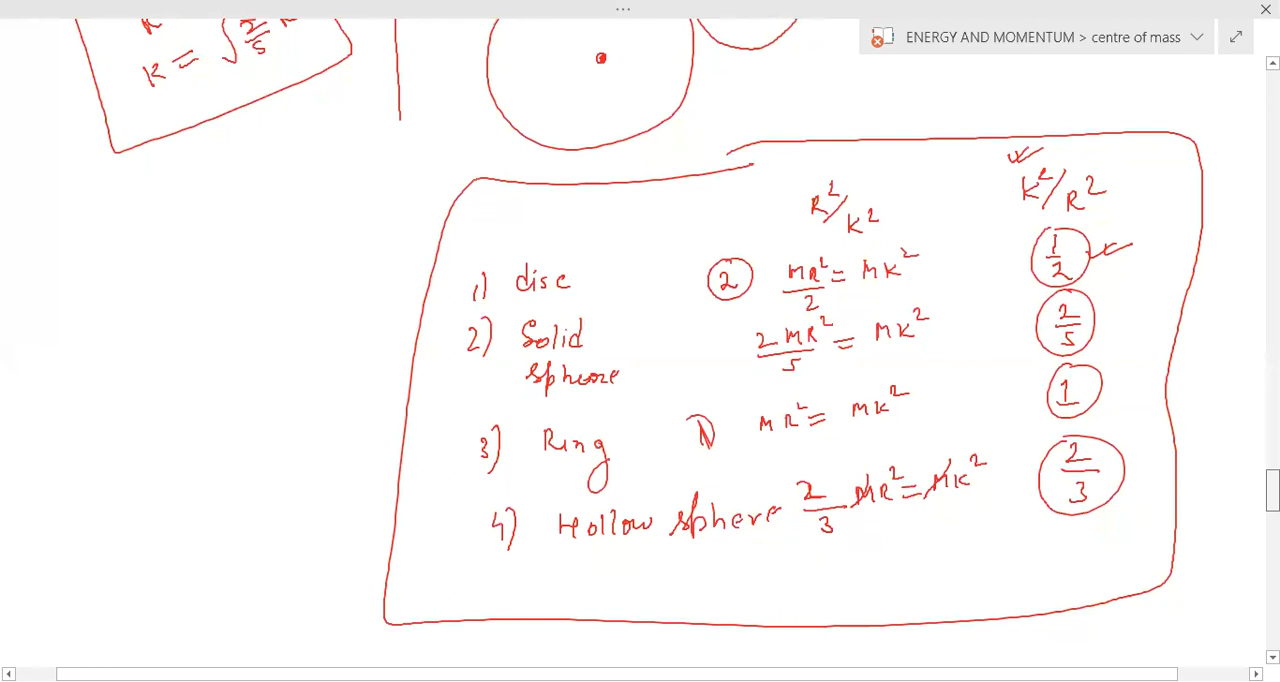 ...
ENERGY AND MOMENTUM > centre of mass
K = √2/5
R²/K²
K²/R²
1) disc 2 MR²/2 = MK² 1/2
2) Solid sphere 2MR²/5 = MK² 2/5
3) Ring 1) MR² = MK² 1
4) Hollow sphere 2/3 MR² = MK² 2/3